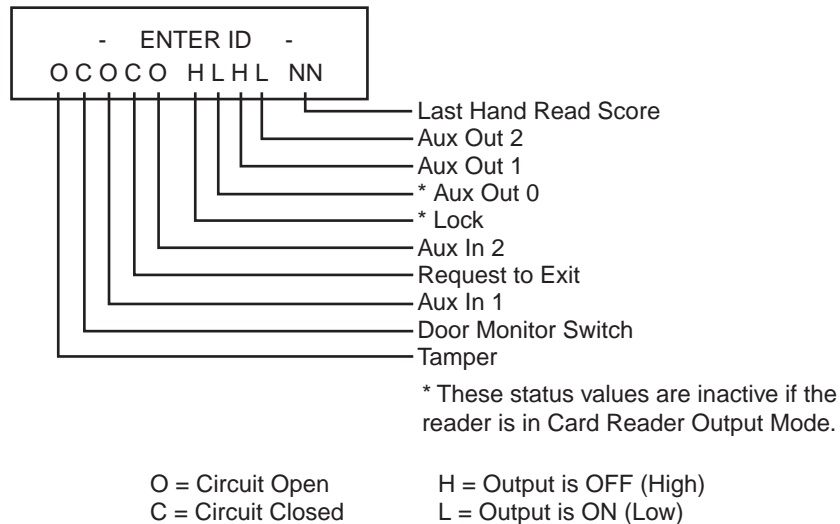 - ENTER ID -
O C O C O H L H L NN
Last Hand Read Score
Aux Out 2
Aux Out 1
* Aux Out 0
* Lock
Aux In 2
Request to Exit
Aux In 1
Door Monitor Switch
Tamper
* These status values are inactive if the
reader is in Card Reader Output Mode.
O = Circuit Open H = Output is OFF (High)
C = Circuit Closed L = Output is ON (Low)